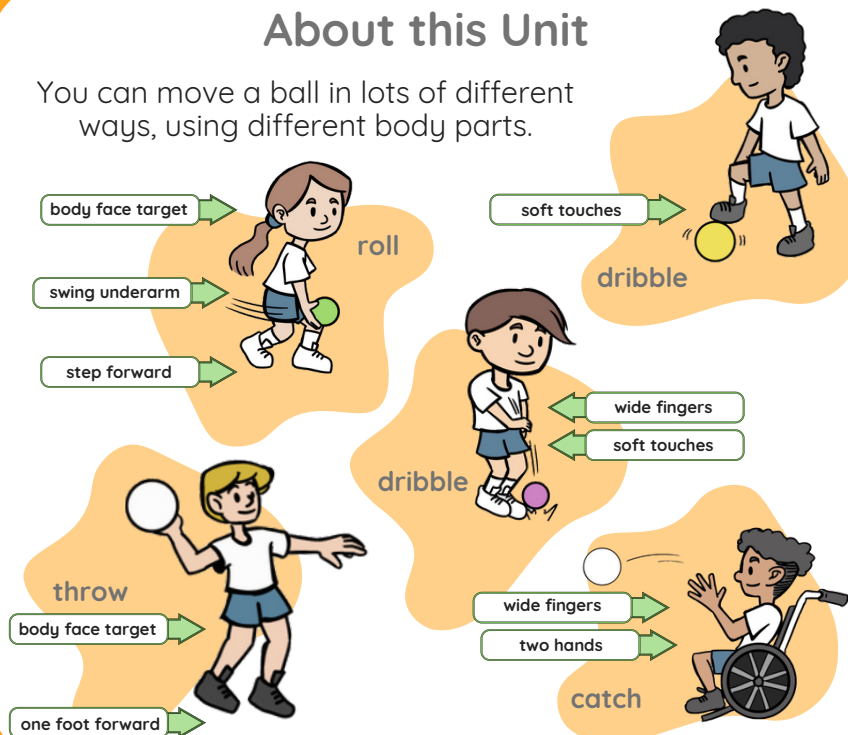 About this Unit
You can move a ball in lots of different
ways, using different body parts.
body face target
swing underarm
step forward
roll
soft touches
dribble
wide fingers
soft touches
dribble
throw
body face target
one foot forward
wide fingers
two hands
catch